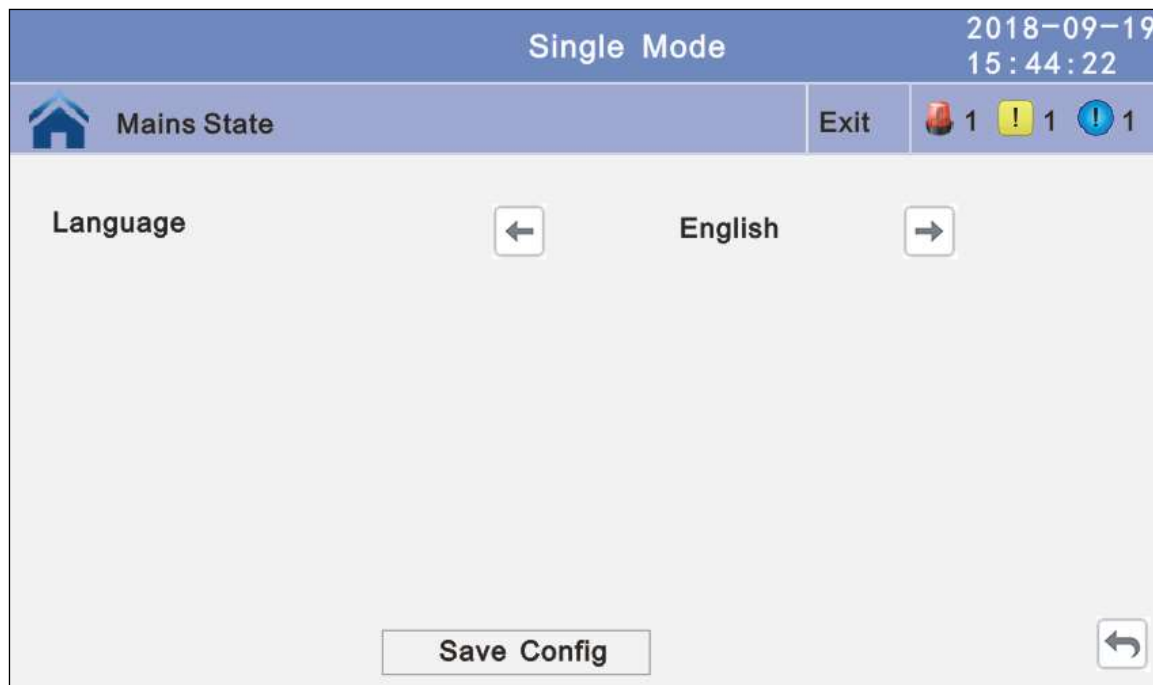 Single Mode
2018-09-19
15:44:22
Mains State
Exit
1
! 1
! 1
Language
English
Save Config